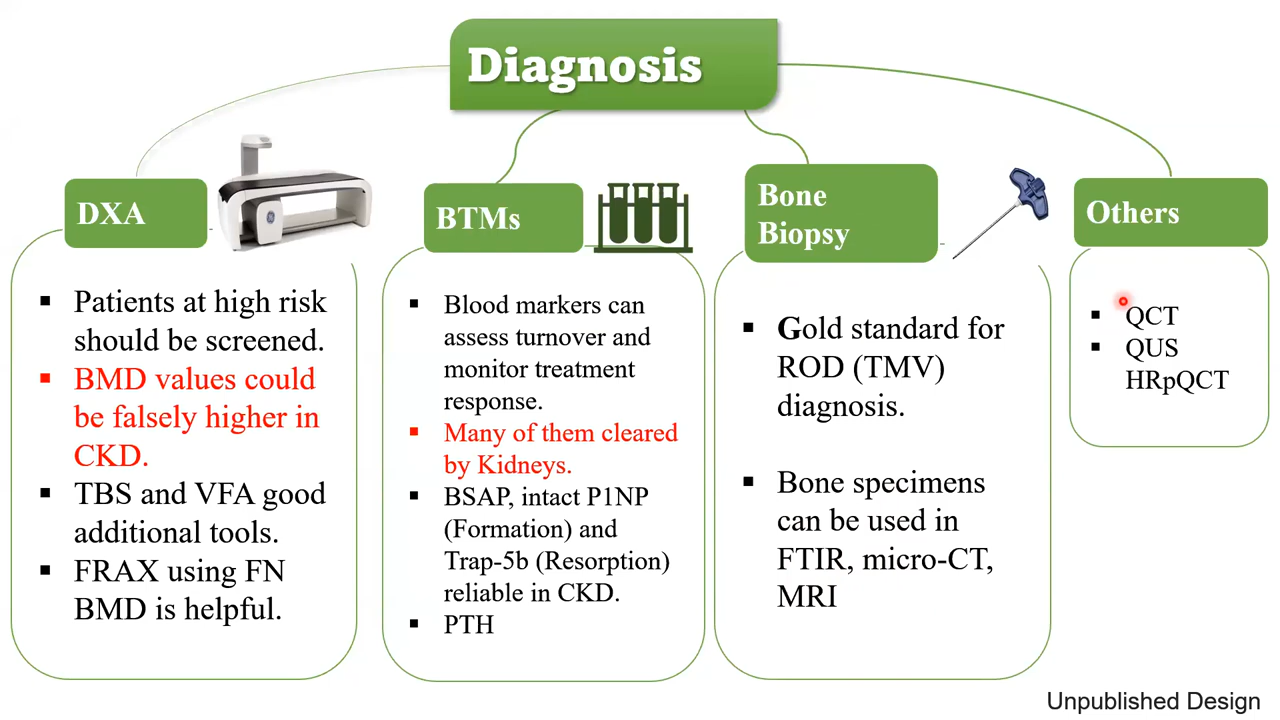 Diagnosis
DXA
▪ Patients at high risk
should be screened.
▪ BMD values could
be falsely higher in
CKD.
▪ TBS and VFA good
additional tools.
▪ FRAX using FN
BMD is helpful.
BTMs
▪ Blood markers can
assess turnover and
monitor treatment
response.
▪ Many of them cleared
by Kidneys.
▪ BSAP, intact P1NP
(Formation) and
Trap-5b (Resorption)
reliable in CKD.
▪ PTH
Bone
Biopsy
▪ Gold standard for
ROD (TMV)
diagnosis.
▪ Bone specimens
can be used in
FTIR, micro-CT,
MRI
Others
▪ QCT
▪ QUS
HRpQCT
Unpublished Design